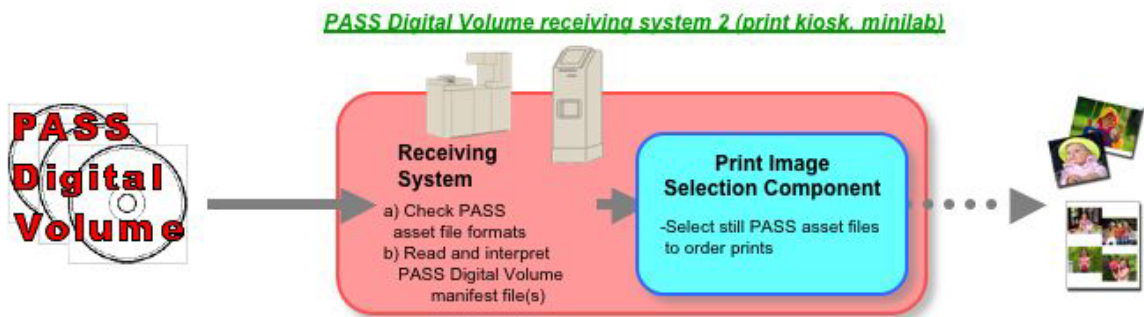 PASS Digital Volume receiving system 2 (print kiosk, minilab)
PASS
Digital
Volume
Receiving
System
a) Check PASS
asset file formats
b) Read and interpret
PASS Digital Volume
manifest file(s)
Print Image
Selection Component
-Select still PASS asset files
to order prints